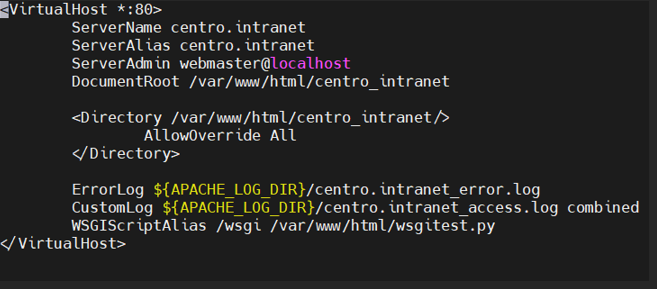 <VirtualHost *:80>
ServerName centro.intranet
ServerAlias centro.intranet
ServerAdmin webmaster@localhost
DocumentRoot /var/www/html/centro_intranet
<Directory /var/www/html/centro_intranet/>
AllowOverride All
</Directory>
ErrorLog ${APACHE_LOG_DIR}/centro.intranet_error.log
CustomLog ${APACHE_LOG_DIR}/centro.intranet_access.log combined
WSGIScriptAlias /wsgi /var/www/html/wsgitest.py
</VirtualHost>